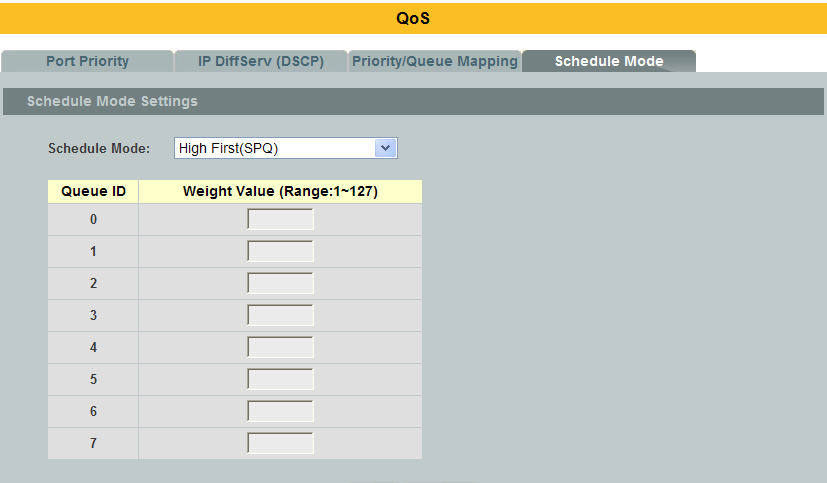 QoS
Port Priority IP DiffServ (DSCP) Priority/Queue Mapping Schedule Mode
Schedule Mode Settings
Schedule Mode: High First(SPQ)
Queue ID Weight Value (Range:1~127)
0
1
2
3
4
5
6
7